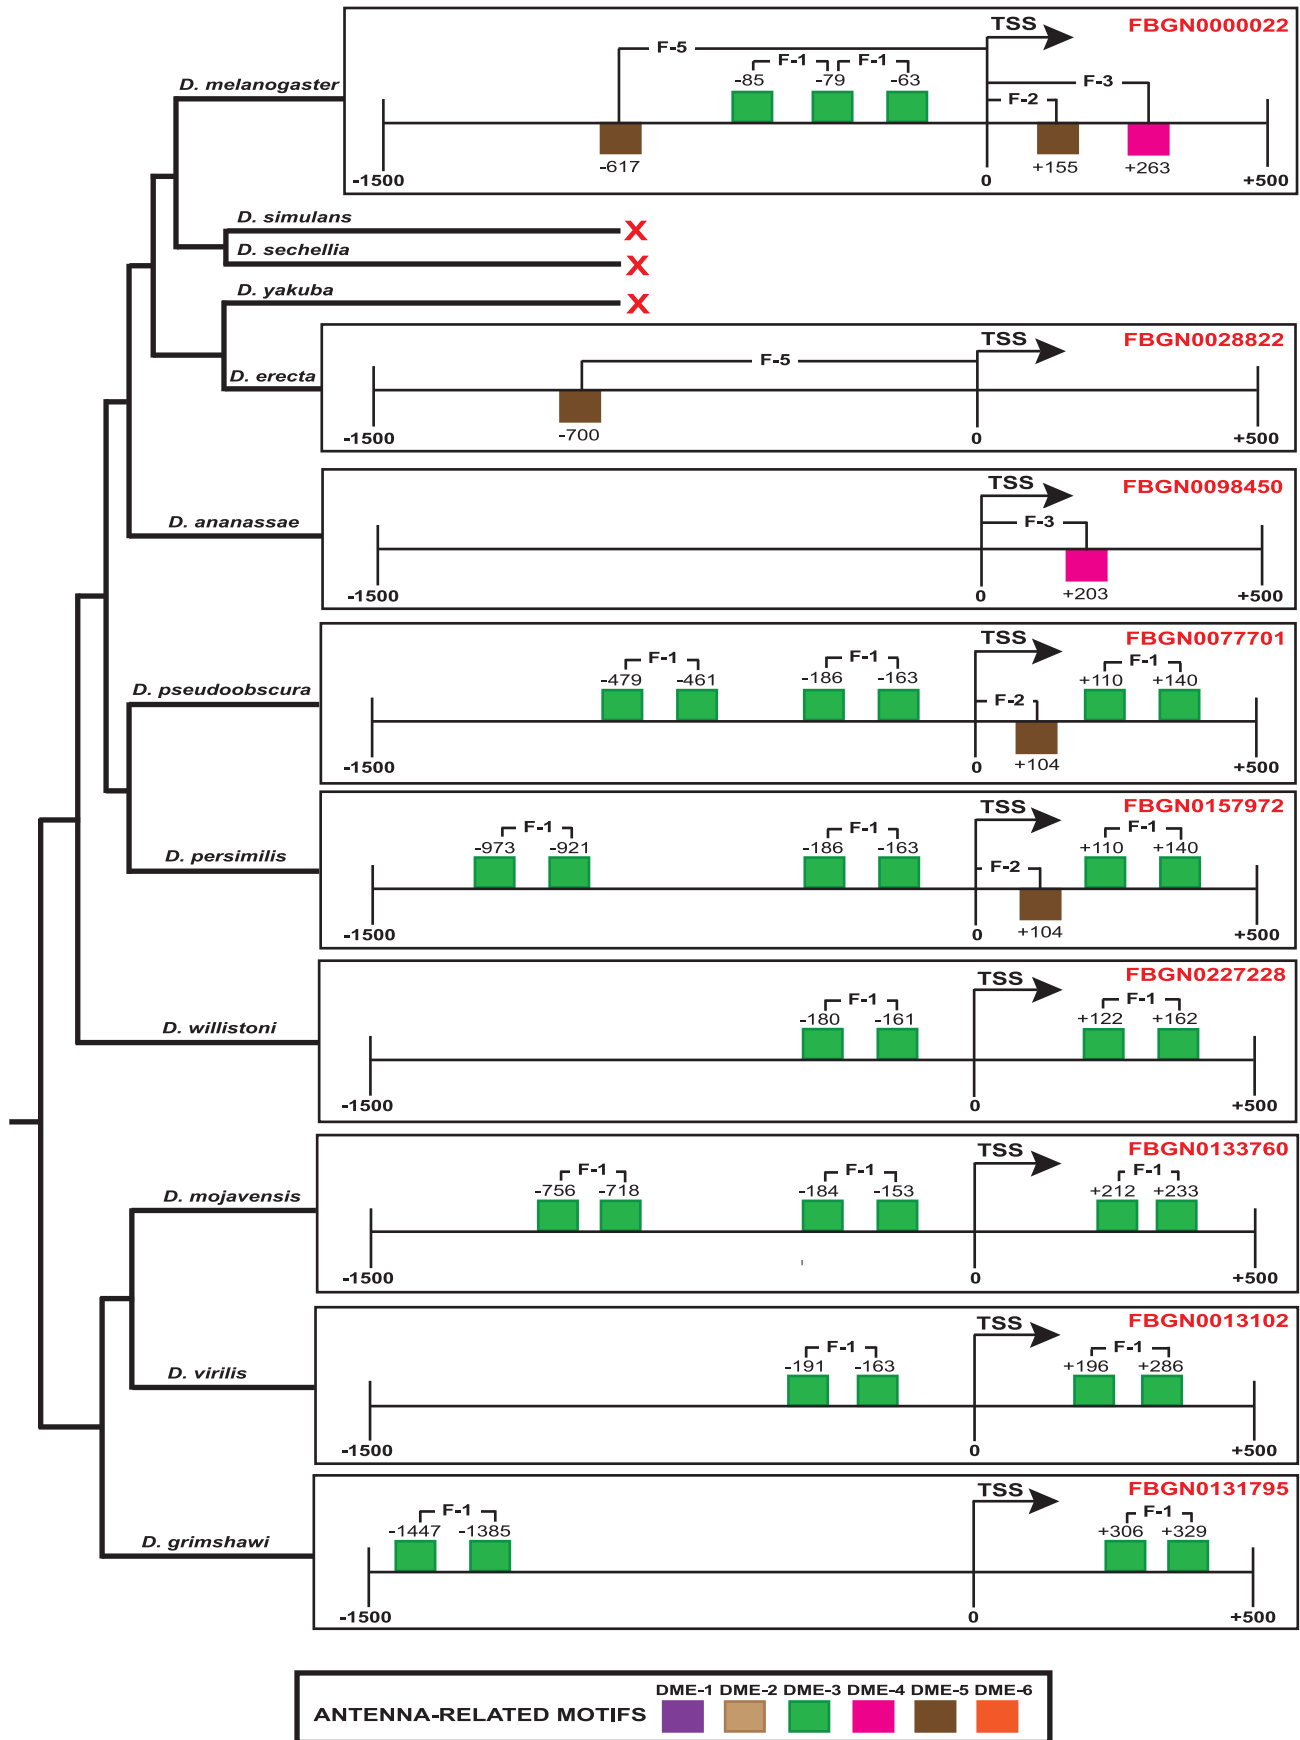 TSS FBGN0000022
F-5
F-1 F-1
-85 -79 -63
F-3
F-2
D. melanogaster
-617 +155 +263
-1500 0 +500
D. simulans X
D. sechellia X
D. yakuba X
TSS FBGN0028822
F-5
D. erecta
-700
-1500 0 +500
TSS FBGN0098450
F-3
D. ananassae
+203
-1500 0 +500
TSS FBGN0077701
F-1 F-1 F-1
-479 -461 -186 -163 +110 +140
D. pseudoobscura
F-2
+104
-1500 0 +500
TSS FBGN0157972
F-1 F-1 F-1
-973 -921 -186 -163 +110 +140
D. persimilis
F-2
+104
-1500 0 +500
TSS FBGN0227228
F-1 F-1
-180 -161 +122 +162
D. willistoni
-1500 0 +500
TSS FBGN0133760
F-1 F-1 F-1
-756 -718 -184 -153 +212 +233
D. mojavensis
-1500 0 +500
TSS FBGN0013102
F-1 F-1
-191 -163 +196 +286
D. virilis
-1500 0 +500
TSS FBGN0131795
F-1 F-1
-1447 -1385 +306 +329
D. grimshawi
-1500 0 +500
DME-1 DME-2 DME-3 DME-4 DME-5 DME-6
ANTENNA-RELATED MOTIFS